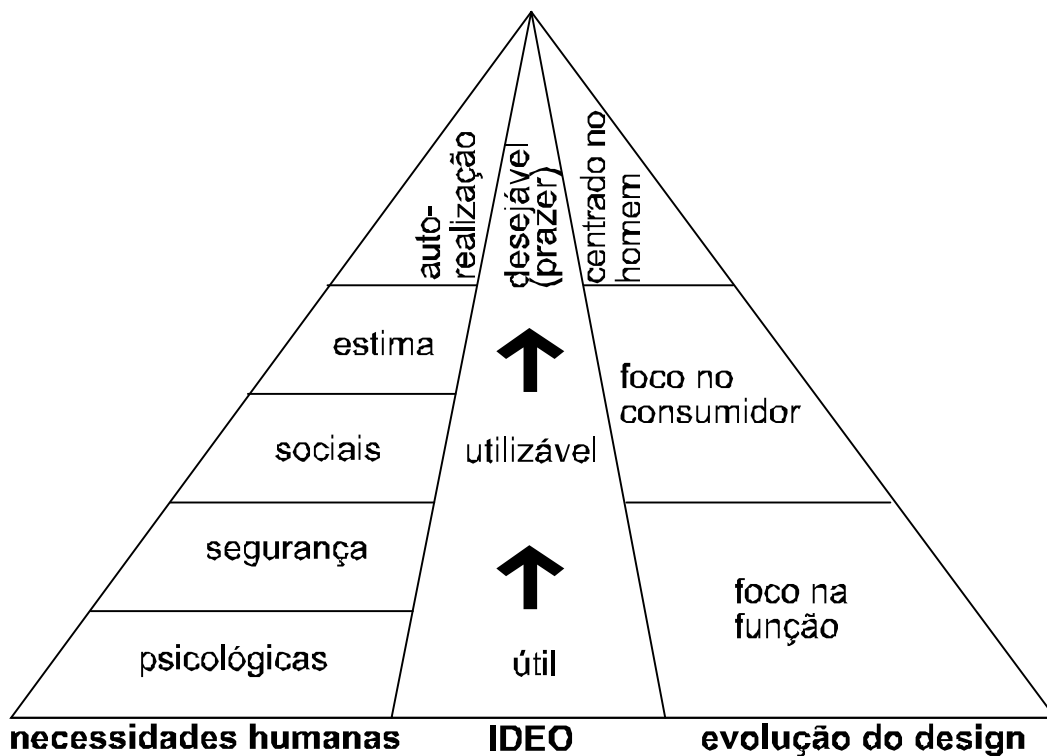 auto-
realização
desejável
(prazer)
centrado no
homem
estima
foco no
consumidor
sociais
utilizável
segurança
foco na
função
psicológicas
útil
necessidades humanas
IDEO
evolução do design